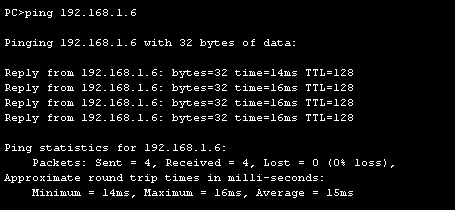 PC>ping 192.168.1.6
Pinging 192.168.1.6 with 32 bytes of data:
Reply from 192.168.1.6: bytes=32 time=14ms TTL=128
Reply from 192.168.1.6: bytes=32 time=16ms TTL=128
Reply from 192.168.1.6: bytes=32 time=16ms TTL=128
Reply from 192.168.1.6: bytes=32 time=16ms TTL=128
Ping statistics for 192.168.1.6:
Packets: Sent = 4, Received = 4, Lost = 0 (0% loss),
Approximate round trip times in milli-seconds:
Minimum = 14ms, Maximum = 16ms, Average = 15ms